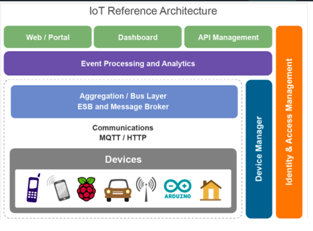 IoT Reference Architecture
Web / Portal
Dashboard
API Management
Event Processing and Analytics
Aggregation / Bus Layer
ESB and Message Broker
Communications
MQTT / HTTP
Devices
ARDUINO
Device Manager
Identity & Access Management